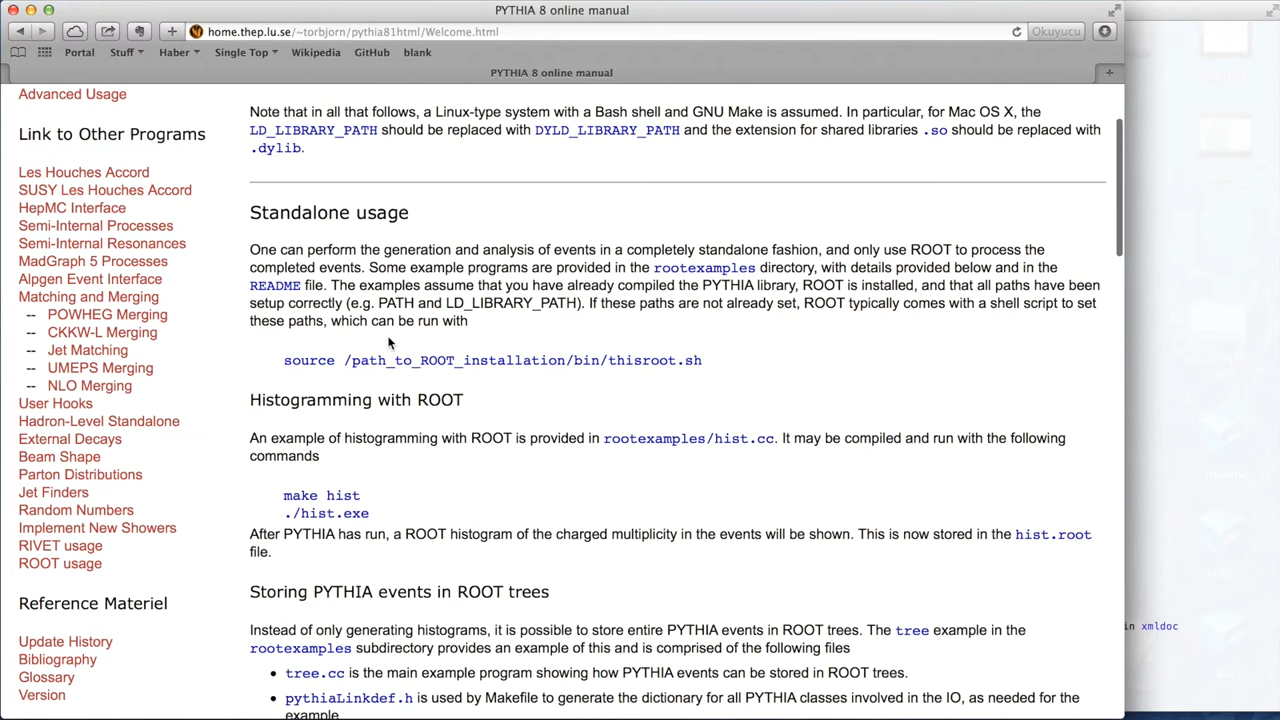 PYTHIA 8 online manual
home.thep.lu.se/~torbjorn/pythia81html/Welcome.html
Okuyucu
Portal Stuff Haber Single Top Wikipedia GitHub blank
PYTHIA 8 online manual
Advanced Usage
Link to Other Programs
Les Houches Accord
SUSY Les Houches Accord
HepMC Interface
Semi-Internal Processes
Semi-Internal Resonances
MadGraph 5 Processes
Alpgen Event Interface
Matching and Merging
-- POWHEG Merging
-- CKKW-L Merging
-- Jet Matching
-- UMEPS Merging
-- NLO Merging
User Hooks
Hadron-Level Standalone
External Decays
Beam Shape
Parton Distributions
Jet Finders
Random Numbers
Implement New Showers
RIVET usage
ROOT usage
Reference Materiel
Update History
Bibliography
Glossary
Version
Note that in all that follows, a Linux-type system with a Bash shell and GNU Make is assumed. In particular, for Mac OS X, the
LD_LIBRARY_PATH should be replaced with DYLD_LIBRARY_PATH and the extension for shared libraries .so should be replaced with
.dylib.
Standalone usage
One can perform the generation and analysis of events in a completely standalone fashion, and only use ROOT to process the
completed events. Some example programs are provided in the rootexamples directory, with details provided below and in the
README file. The examples assume that you have already compiled the PYTHIA library, ROOT is installed, and that all paths have been
setup correctly (e.g. PATH and LD_LIBRARY_PATH). If these paths are not already set, ROOT typically comes with a shell script to set
these paths, which can be run with
source /path_to_ROOT_installation/bin/thisroot.sh
Histogramming with ROOT
An example of histogramming with ROOT is provided in rootexamples/hist.cc. It may be compiled and run with the following
commands
make hist
./hist.exe
After PYTHIA has run, a ROOT histogram of the charged multiplicity in the events will be shown. This is now stored in the hist.root
file.
Storing PYTHIA events in ROOT trees
Instead of only generating histograms, it is possible to store entire PYTHIA events in ROOT trees. The tree example in the
rootexamples subdirectory provides an example of this and is comprised of the following files
• tree.cc is the main example program showing how PYTHIA events can be stored in ROOT trees.
• pythiaLinkdef.h is used by Makefile to generate the dictionary for all PYTHIA classes involved in the IO, as needed for the
example.
in xmldoc